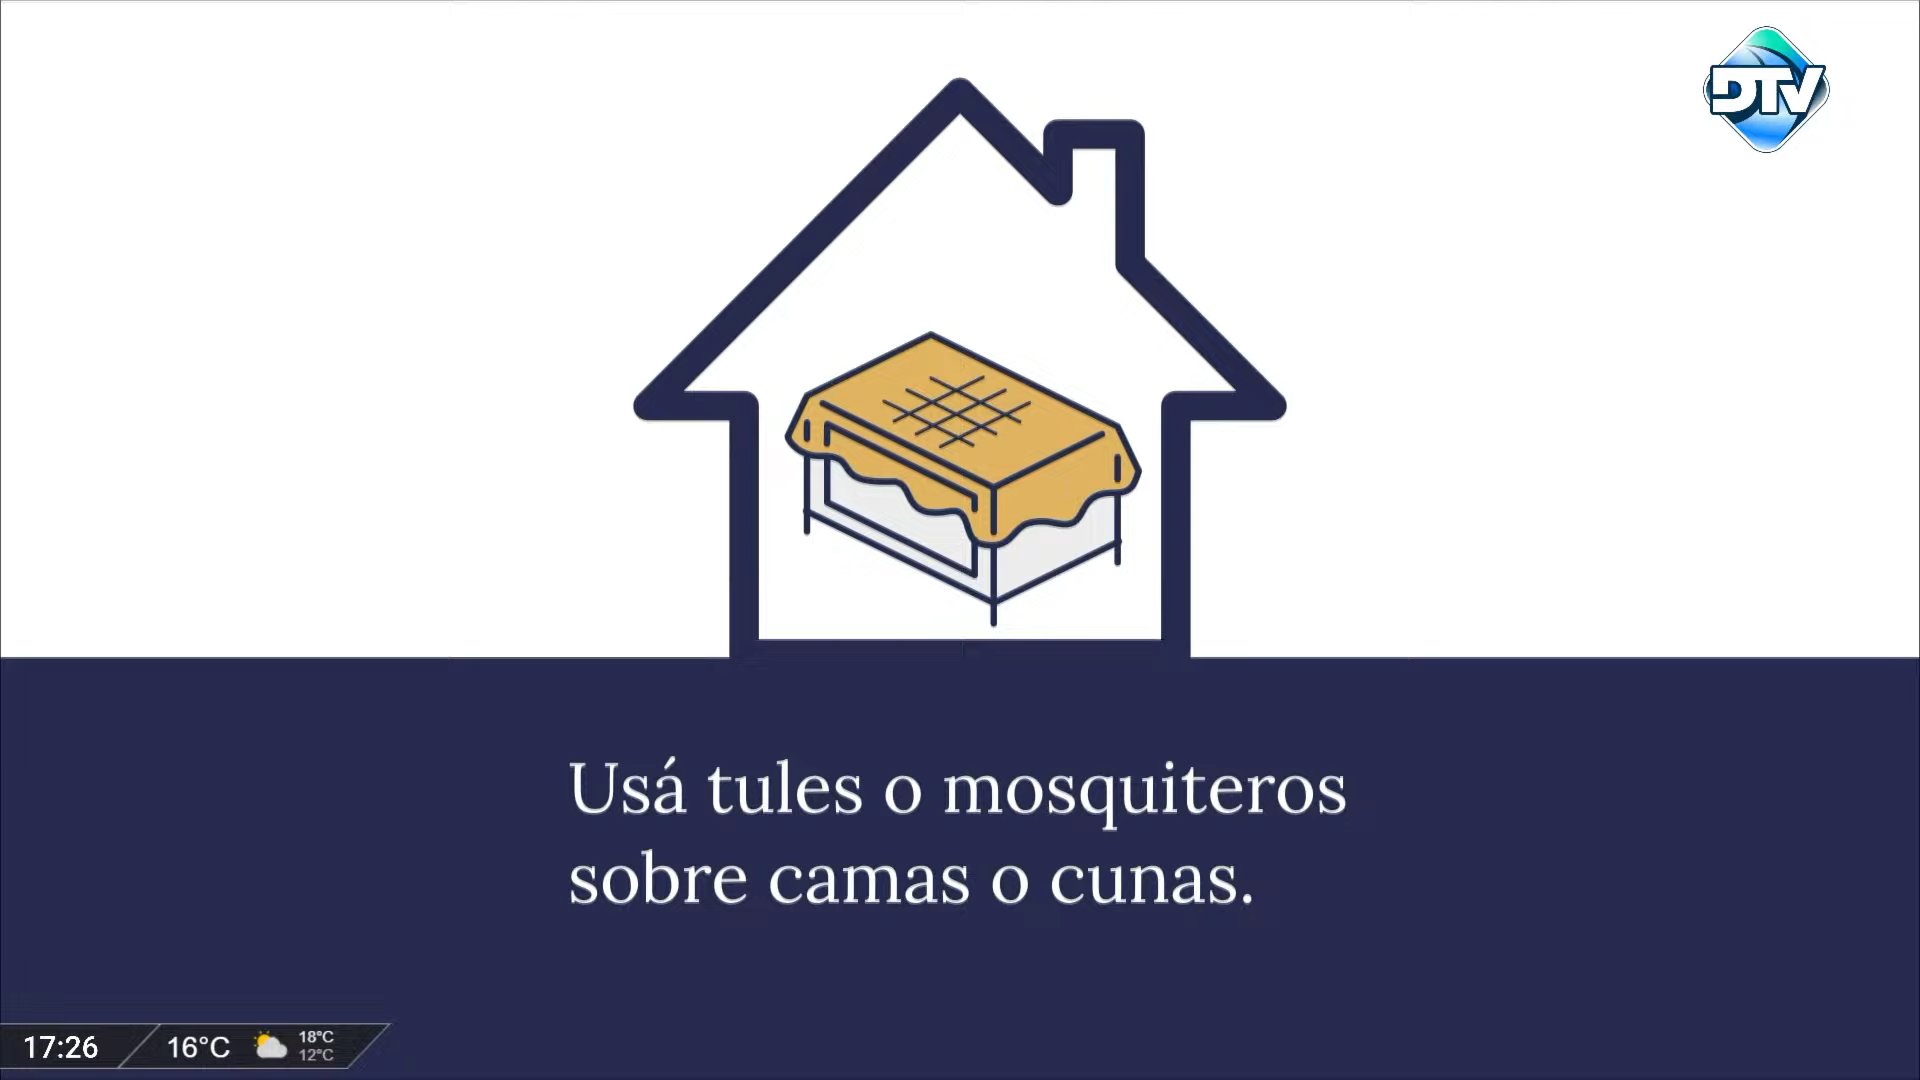 DTV
Usá tules o mosquiteros
sobre camas o cunas.
17:26
16°C
18°C
12°C